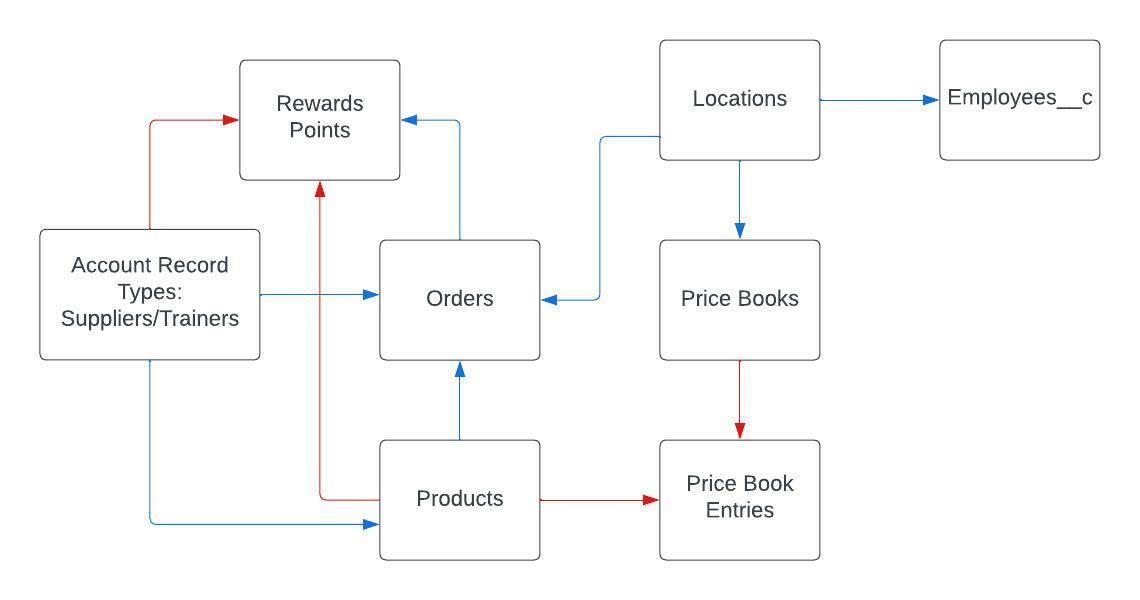 Rewards
Points
Locations
Employees__c
Account Record
Types:
Suppliers/Trainers
Orders
Price Books
Products
Price Book
Entries